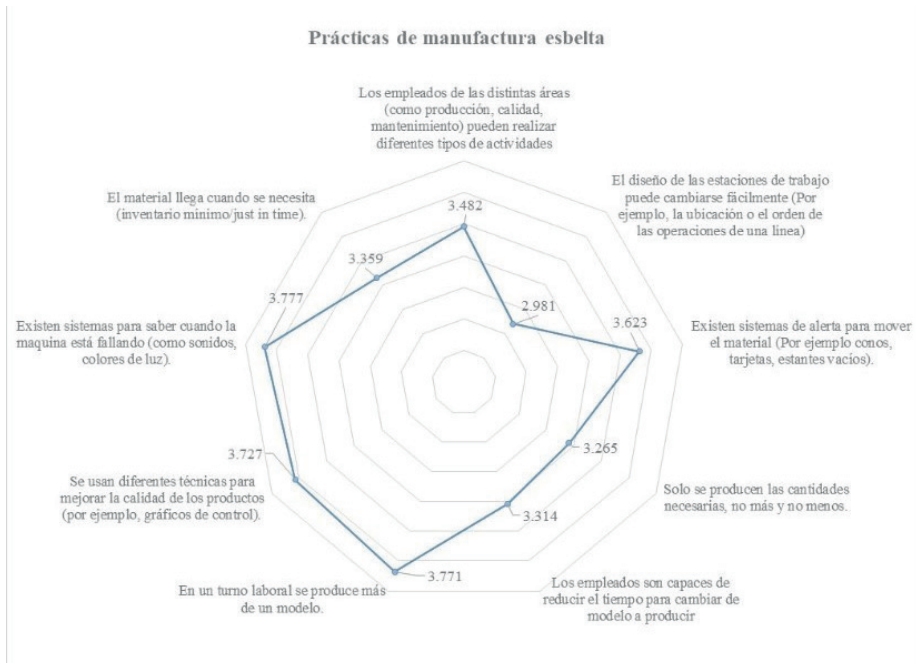 Prácticas de manufactura esbelta
Los empleados de las distintas áreas
(como producción, calidad,
mantenimiento) pueden realizar
diferentes tipos de actividades
3.482
El diseño de las estaciones de trabajo
puede cambiarse fácilmente (Por
ejemplo, la ubicación o el orden de
las operaciones de una línea)
2.981
Existen sistemas de alerta para mover
el material (Por ejemplo conos,
tarjetas, estantes vacíos).
3.623
Solo se producen las cantidades
necesarias, no más y no menos.
3.265
Los empleados son capaces de
reducir el tiempo para cambiar de
modelo a producir
3.314
En un turno laboral se produce más
de un modelo.
3.771
Se usan diferentes técnicas para
mejorar la calidad de los productos
(por ejemplo, gráficos de control).
3.727
Existen sistemas para saber cuando la
maquina está fallando (como sonidos,
colores de luz).
3.777
El material llega cuando se necesita
(inventario minimo/just in time).
3.359